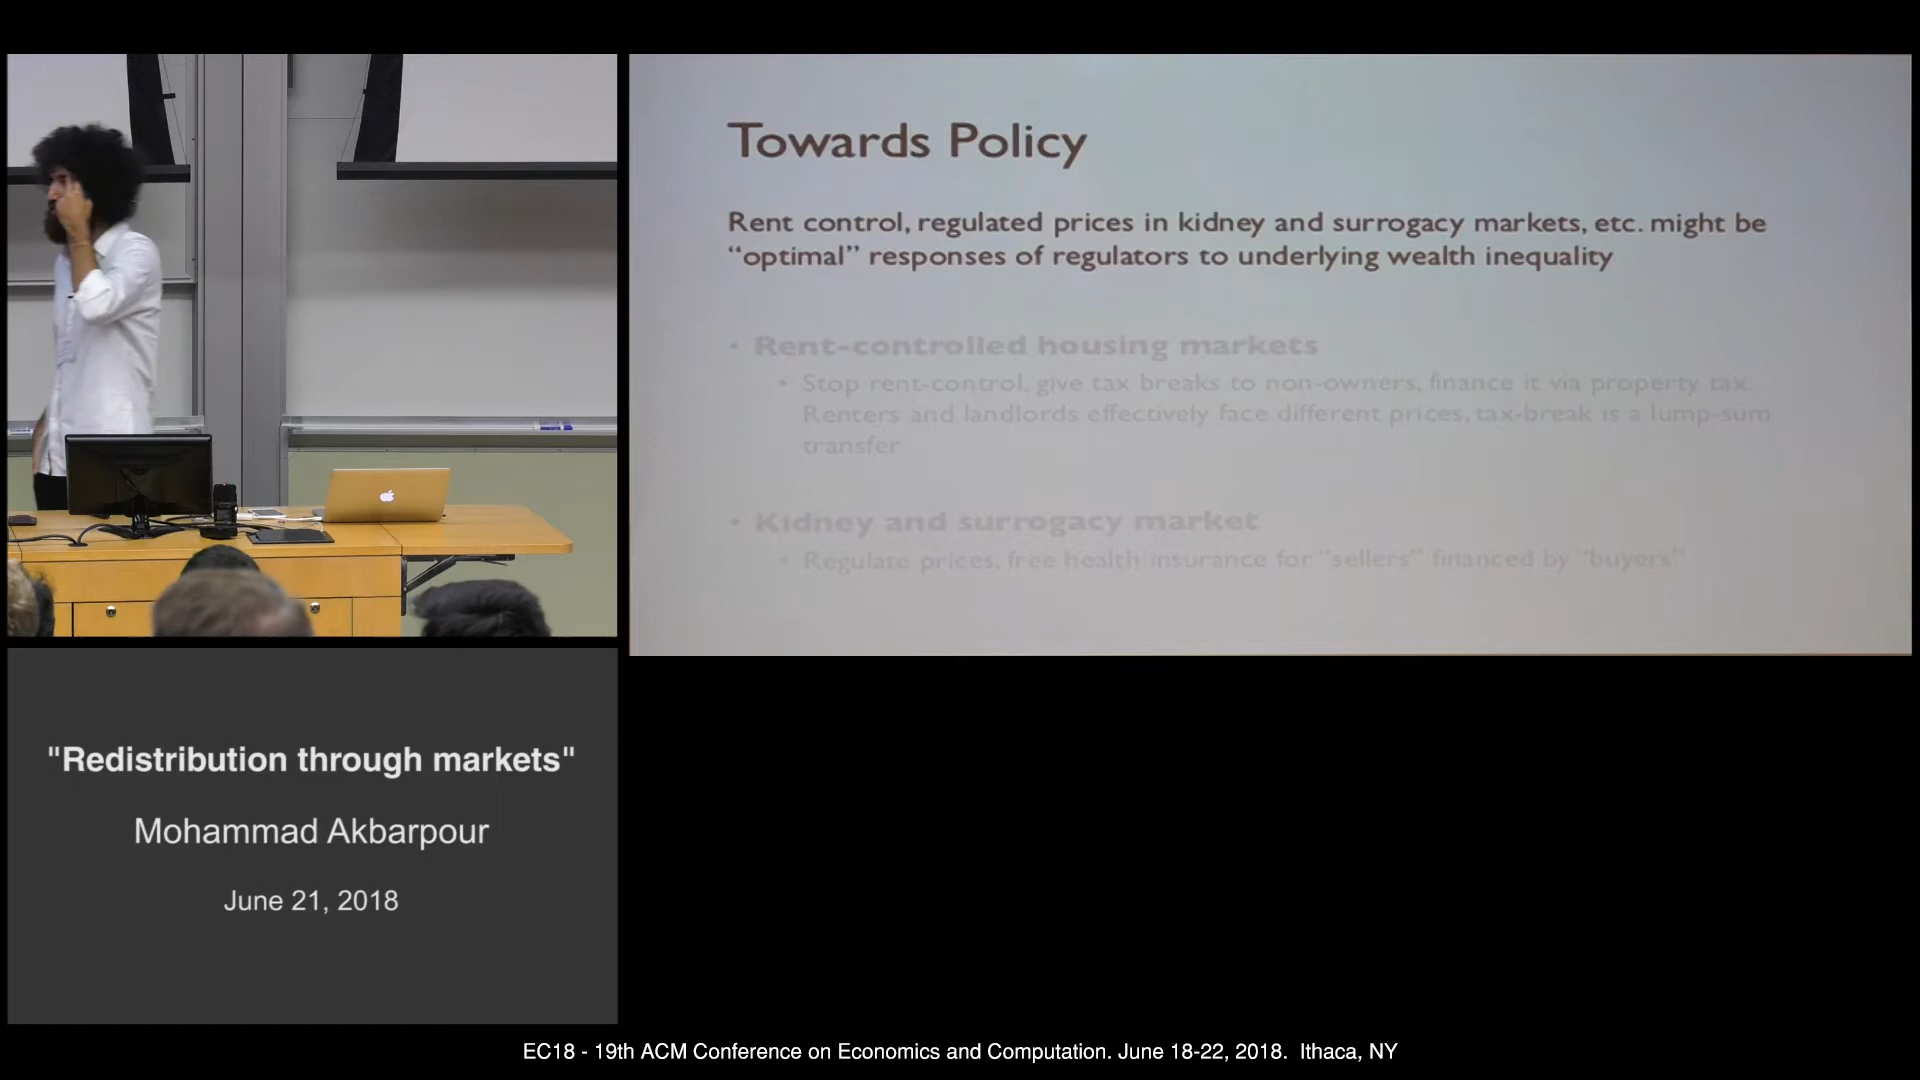 Towards Policy
Rent control, regulated prices in kidney and surrogacy markets, etc. might be
“optimal” responses of regulators to underlying wealth inequality
• Rent-controlled housing markets
• Stop rent-control, give tax breaks to non-owners, finance it via property tax.
Renters and landlords effectively face different prices, tax-break is a lump-sum
transfer
• Kidney and surrogacy market
• Regulate prices, free health insurance for “sellers” financed by “buyers”
"Redistribution through markets"
Mohammad Akbarpour
June 21, 2018
EC18 - 19th ACM Conference on Economics and Computation. June 18-22, 2018. Ithaca, NY